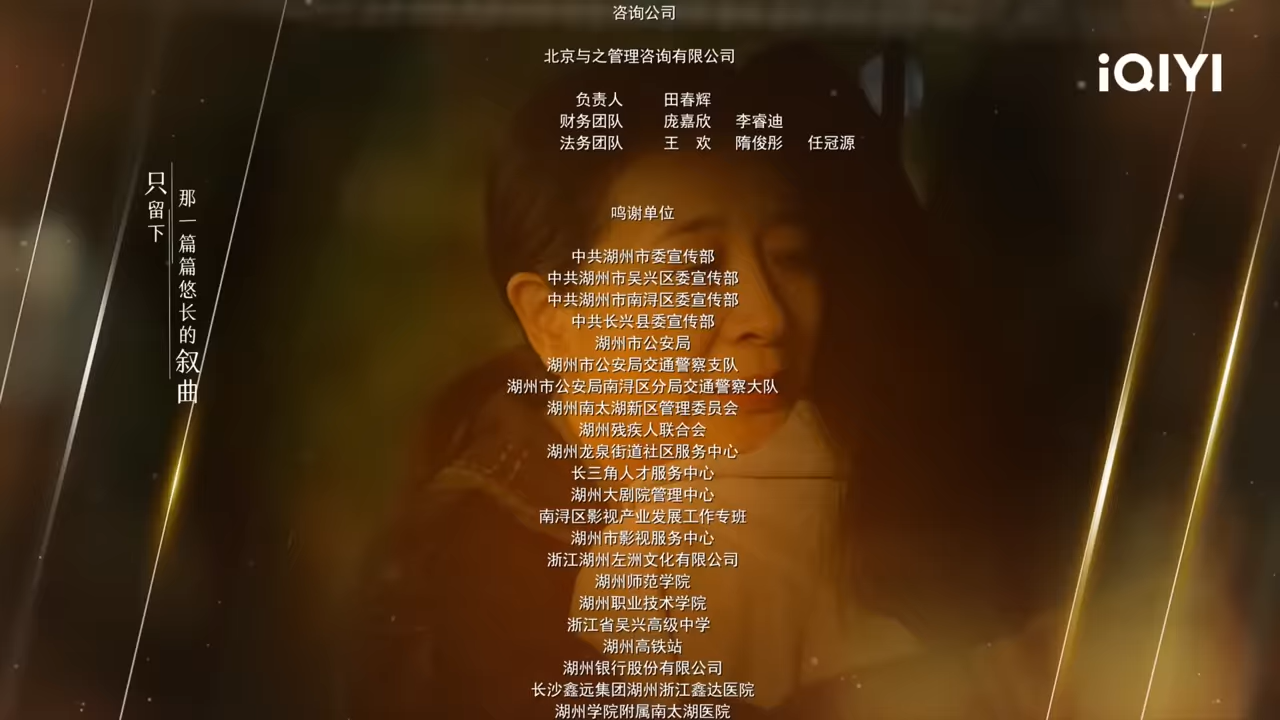 咨询公司
北京与之管理咨询有限公司
负责人 田春辉
财务团队 庞嘉欣 李睿迪
法务团队 王 欢 隋俊彤 任冠源
鸣谢单位
中共湖州市委宣传部
中共湖州市吴兴区委宣传部
中共湖州市南浔区委宣传部
中共长兴县委宣传部
湖州市公安局
湖州市公安局交通警察支队
湖州市公安局南浔区分局交通警察大队
湖州南太湖新区管理委员会
湖州残疾人联合会
湖州龙泉街道社区服务中心
长三角人才服务中心
湖州大剧院管理中心
南浔区影视产业发展工作专班
湖州市影视服务中心
浙江湖州左洲文化有限公司
湖州师范学院
湖州职业技术学院
浙江省吴兴高级中学
湖州高铁站
湖州银行股份有限公司
长沙鑫远集团湖州浙江鑫达医院
湖州学院附属南太湖医院
只留下
那一篇篇悠长的叙曲
iQIYI